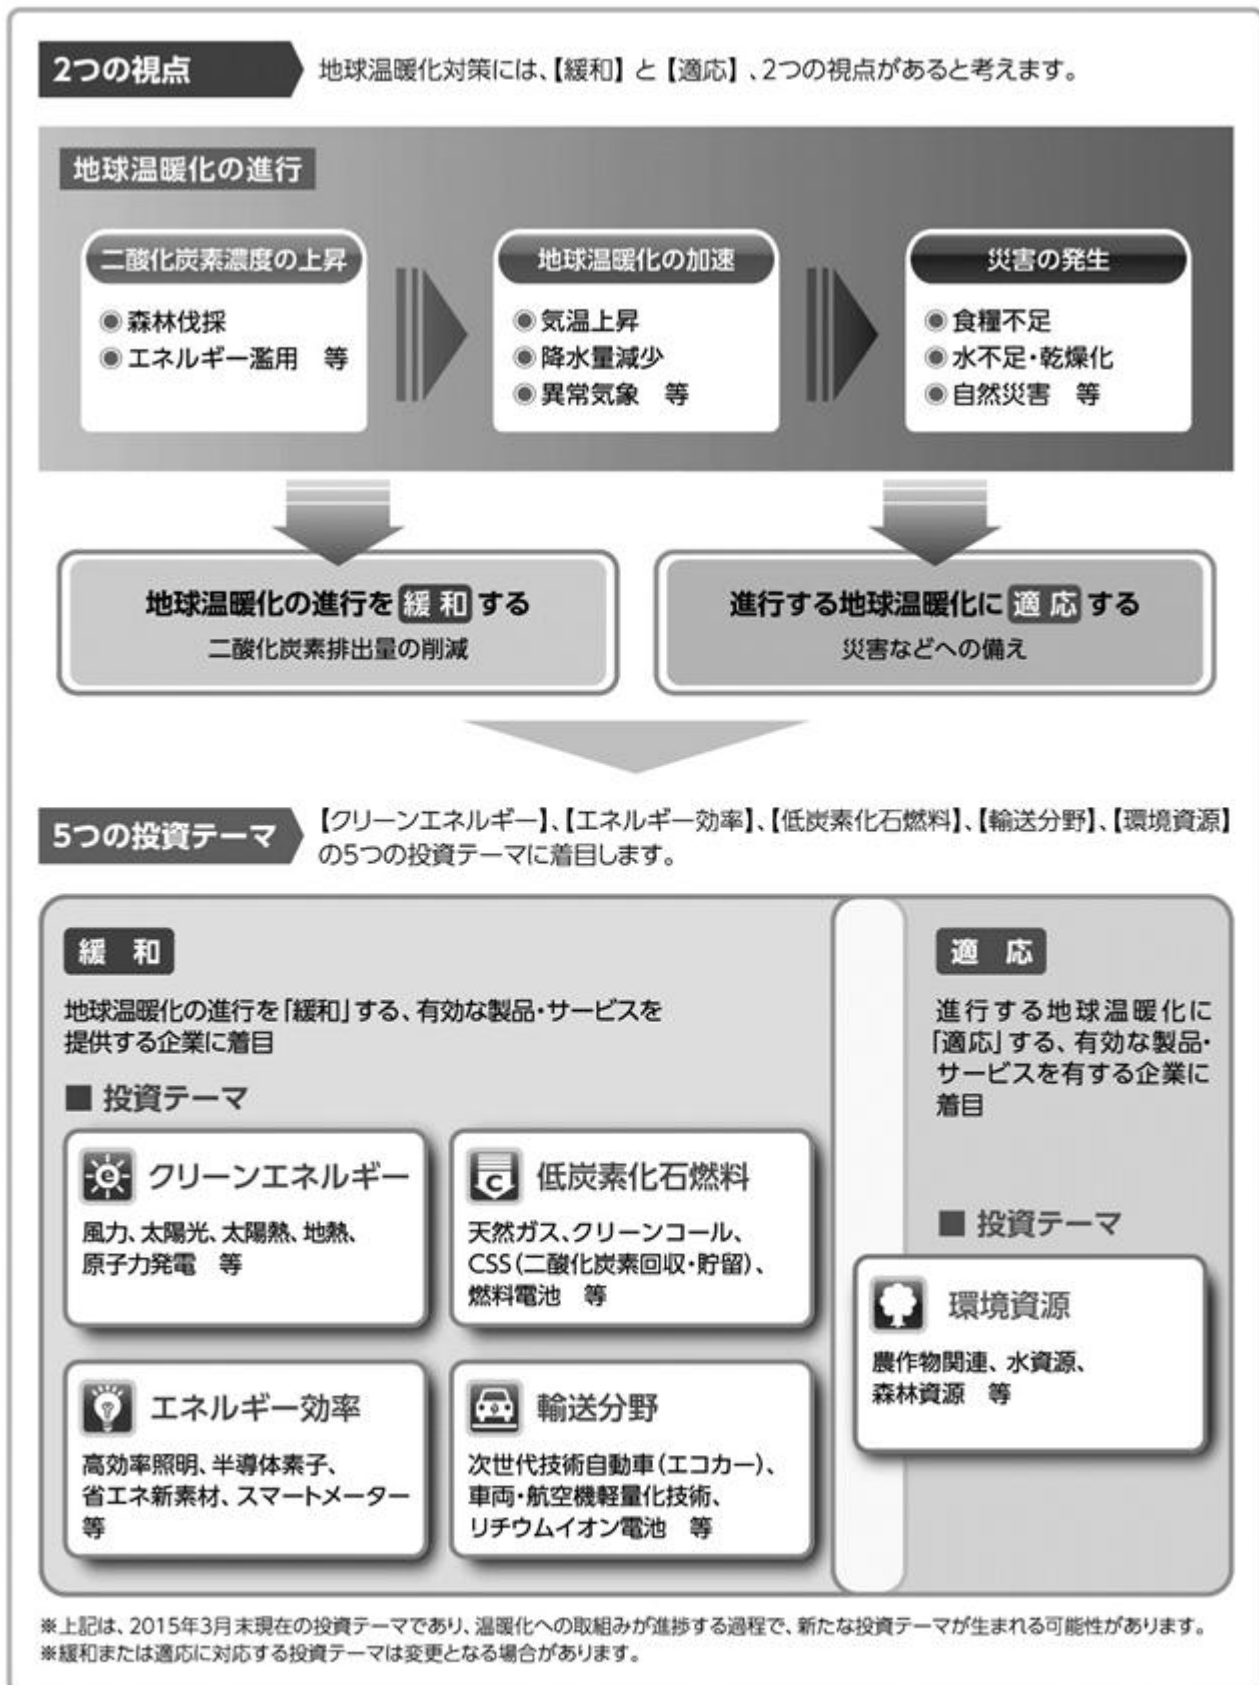 2つの視点
地球温暖化対策には、【緩和】と【適応】、2つの視点があると考えます。
地球温暖化の進行
二酸化炭素濃度の上昇
◉森林伐採
◉エネルギー濫用　等
地球温暖化の加速
◉気温上昇
◉降水量減少
◉異常気象　等
災害の発生
◉食糧不足
◉水不足・乾燥化
◉自然災害　等
地球温暖化の進行を 緩和 する
二酸化炭素排出量の削減
進行する地球温暖化に 適応 する
災害などへの備え
5つの投資テーマ
【クリーンエネルギー】、【エネルギー効率】、【低炭素化石燃料】、【輸送分野】、【環境資源】
の5つの投資テーマに着目します。
緩 和
地球温暖化の進行を「緩和」する、有効な製品・サービスを
提供する企業に着目
■ 投資テーマ
e
クリーンエネルギー
風力、太陽光、太陽熱、地熱、
原子力発電　等
C
低炭素化石燃料
天然ガス、クリーンコール、
CSS(二酸化炭素回収・貯留)、
燃料電池　等
エネルギー効率
高効率照明、半導体素子、
省エネ新素材、スマートメーター
等
輸送分野
次世代技術自動車(エコカー)、
車両・航空機軽量化技術、
リチウムイオン電池　等
適 応
進行する地球温暖化に
「適応」する、有効な製品・
サービスを有する企業に
着目
■ 投資テーマ
環境資源
農作物関連、水資源、
森林資源　等
※上記は、2015年3月末現在の投資テーマであり、温暖化への取組みが進捗する過程で、新たな投資テーマが生まれる可能性があります。
※緩和または適応に対応する投資テーマは変更となる場合があります。